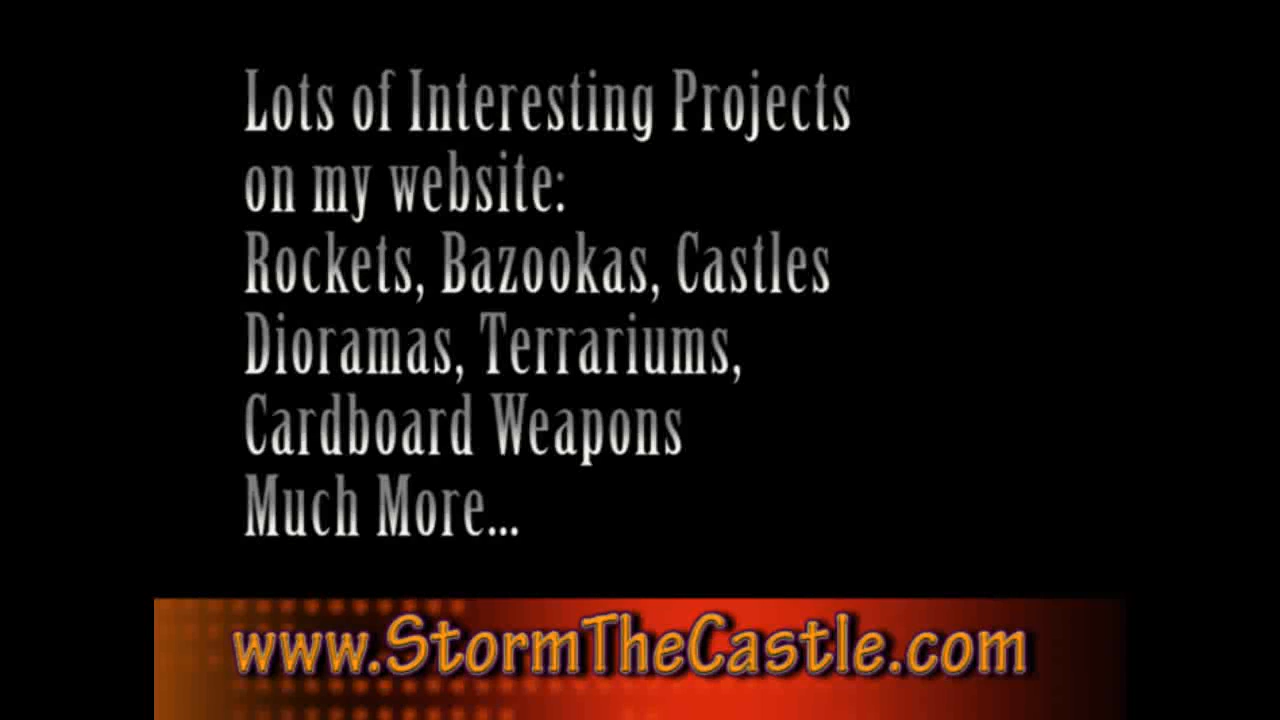 Lots of Interesting Projects
on my website:
Rockets, Bazookas, Castles
Dioramas, Terrariums,
Cardboard Weapons
Much More...
www.StormTheCastle.com